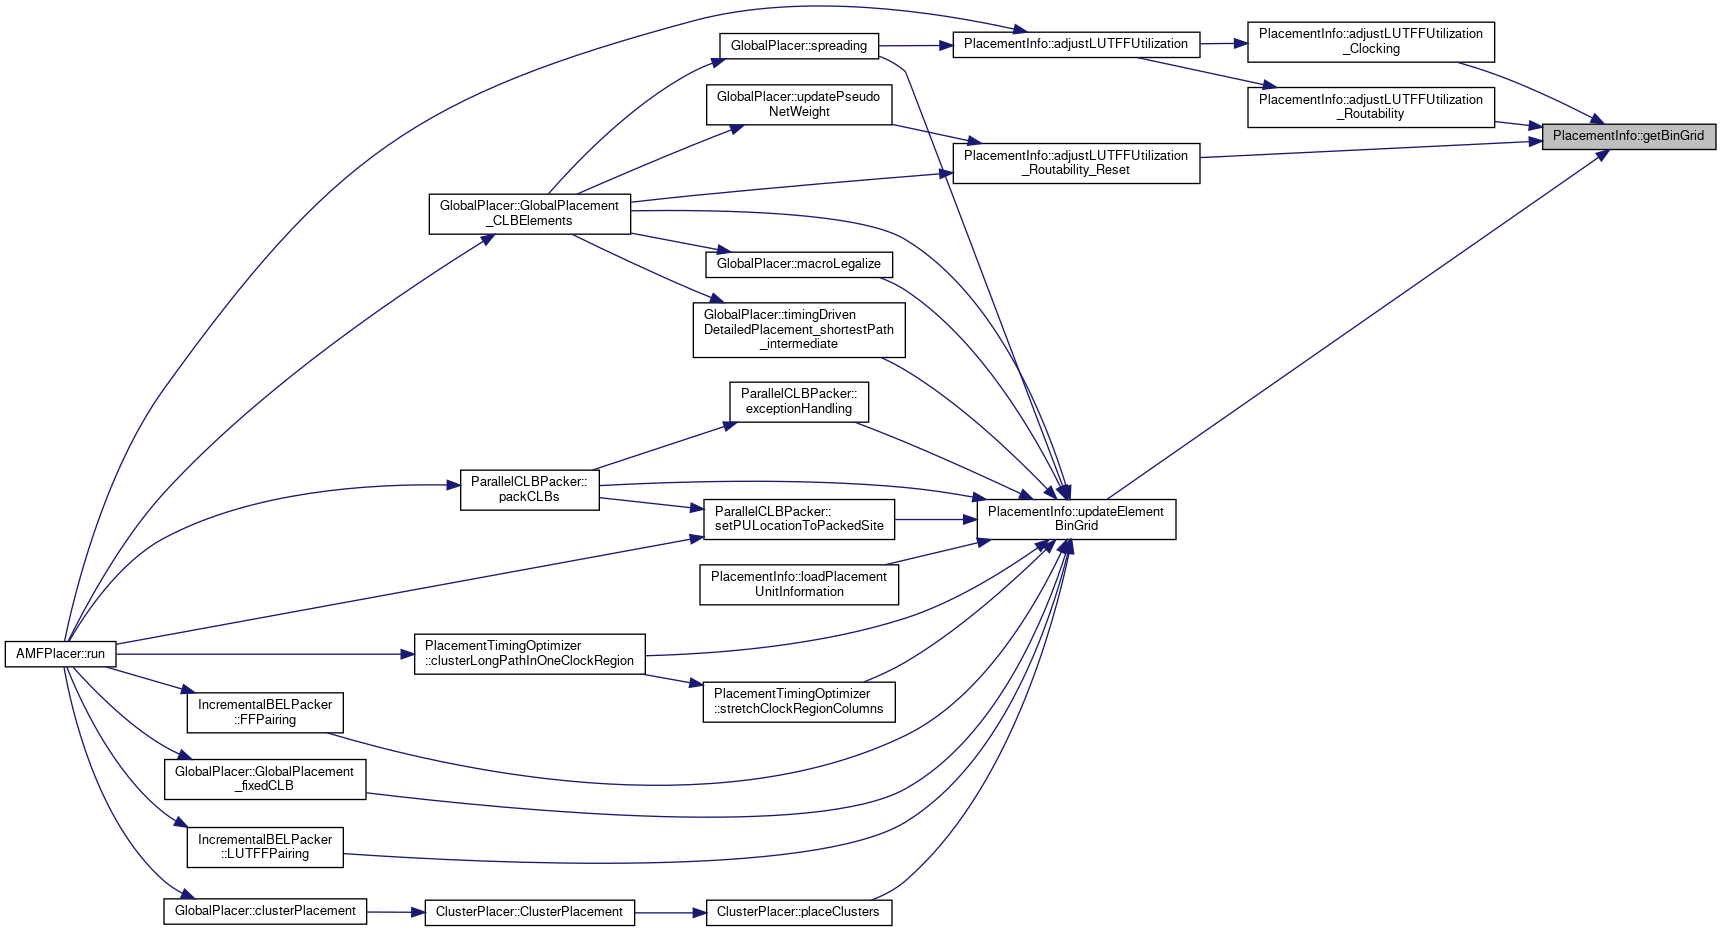 GlobalPlacer::spreading
PlacementInfo::adjustLUTFFUtilization
PlacementInfo::adjustLUTFFUtilization
_Clocking
GlobalPlacer::updatePseudo
NetWeight
PlacementInfo::adjustLUTFFUtilization
_Routability
PlacementInfo::getBinGrid
PlacementInfo::adjustLUTFFUtilization
_Routability_Reset
GlobalPlacer::GlobalPlacement
_CLBElements
GlobalPlacer::macroLegalize
GlobalPlacer::timingDriven
DetailedPlacement_shortestPath
_intermediate
ParallelCLBPacker::
exceptionHandling
ParallelCLBPacker::
packCLBs
ParallelCLBPacker::
setPULocationToPackedSite
PlacementInfo::updateElement
BinGrid
PlacementInfo::loadPlacement
UnitInformation
AMFPlacer::run
PlacementTimingOptimizer
::clusterLongPathInOneClockRegion
PlacementTimingOptimizer
::stretchClockRegionColumns
IncrementalBELPacker
::FFPairing
GlobalPlacer::GlobalPlacement
_fixedCLB
IncrementalBELPacker
::LUTFFPairing
GlobalPlacer::clusterPlacement
ClusterPlacer::ClusterPlacement
ClusterPlacer::placeClusters